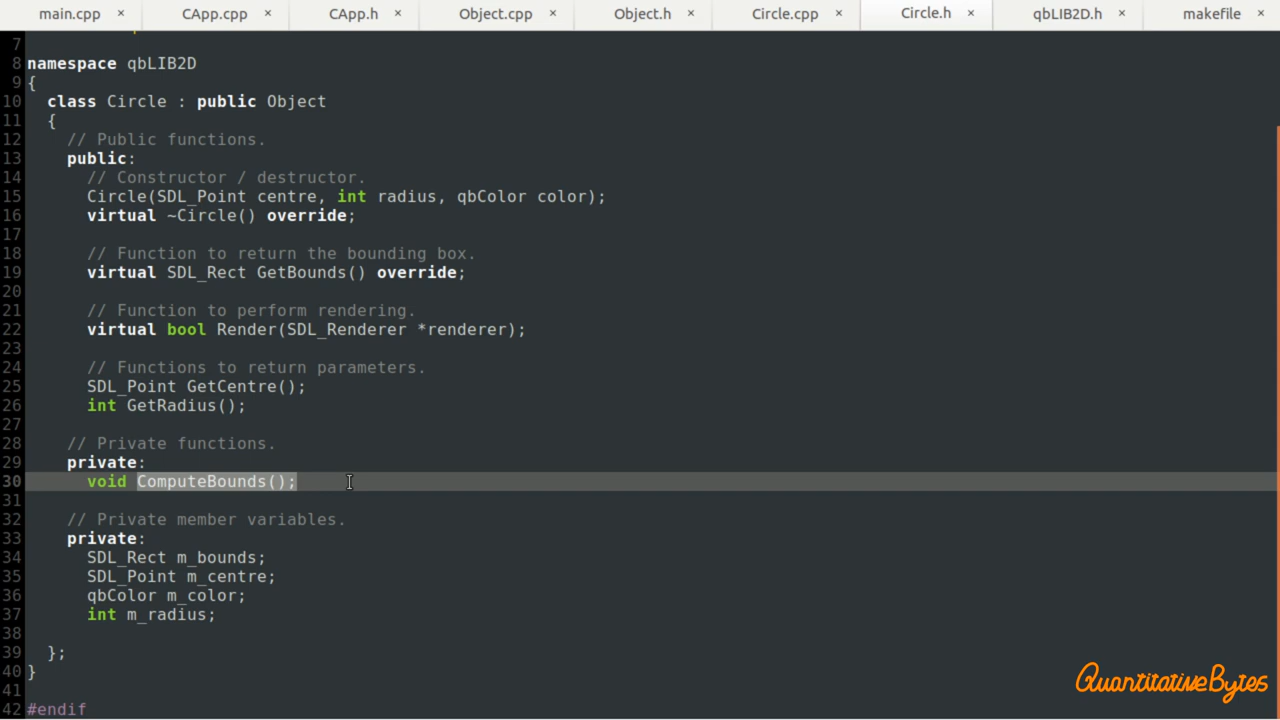 main.cpp × CApp.cpp × CApp.h × Object.cpp × Object.h × Circle.cpp × Circle.h × qbLIB2D.h × makefile ×
7
8 namespace qbLIB2D
9 {
10   class Circle : public Object
11   {
12     // Public functions.
13     public:
14       // Constructor / destructor.
15       Circle(SDL_Point centre, int radius, qbColor color);
16       virtual ~Circle() override;
17
18       // Function to return the bounding box.
19       virtual SDL_Rect GetBounds() override;
20
21       // Function to perform rendering.
22       virtual bool Render(SDL_Renderer *renderer);
23
24       // Functions to return parameters.
25       SDL_Point GetCentre();
26       int GetRadius();
27
28     // Private functions.
29     private:
30       void ComputeBounds();
31
32     // Private member variables.
33     private:
34       SDL_Rect m_bounds;
35       SDL_Point m_centre;
36       qbColor m_color;
37       int m_radius;
38
39   };
40 }
41
42 #endif
QuantitativeBytes